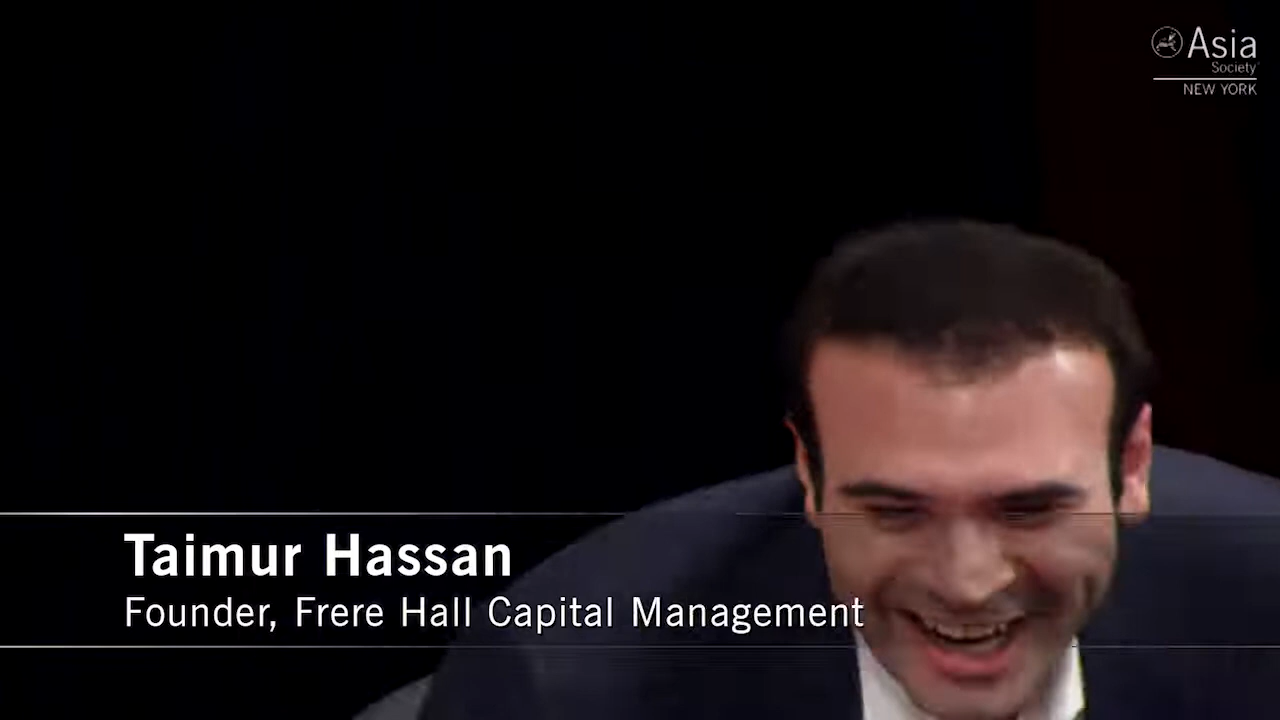 Asia
Society
NEW YORK
Taimur Hassan
Founder, Frere Hall Capital Management